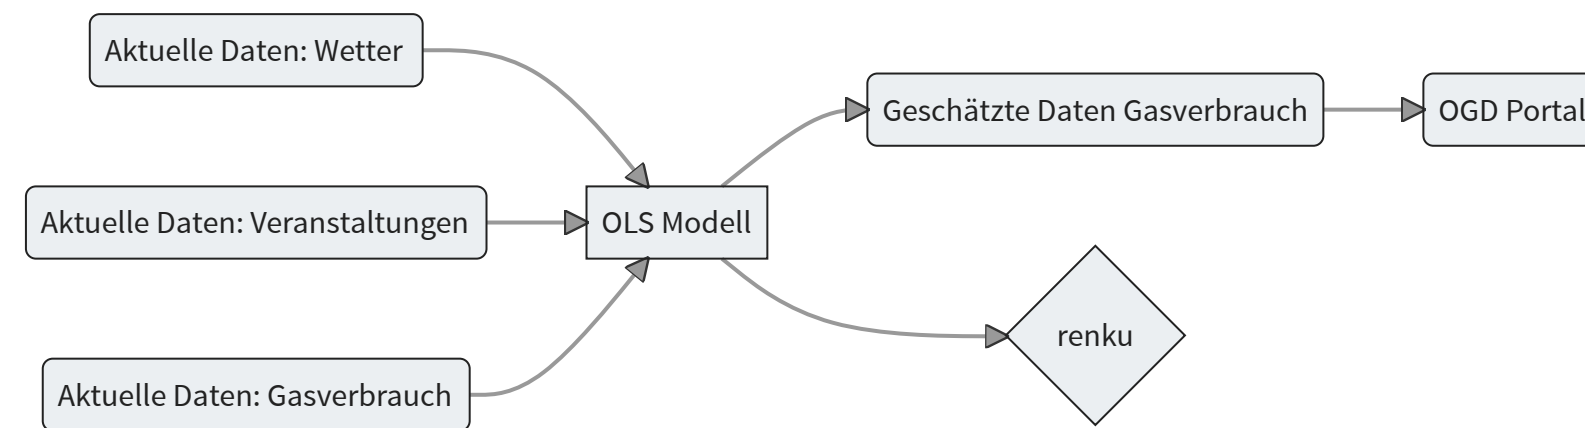 Aktuelle Daten: Wetter
Geschätzte Daten Gasverbrauch
OGD Portal
Aktuelle Daten: Veranstaltungen
OLS Modell
renku
Aktuelle Daten: Gasverbrauch